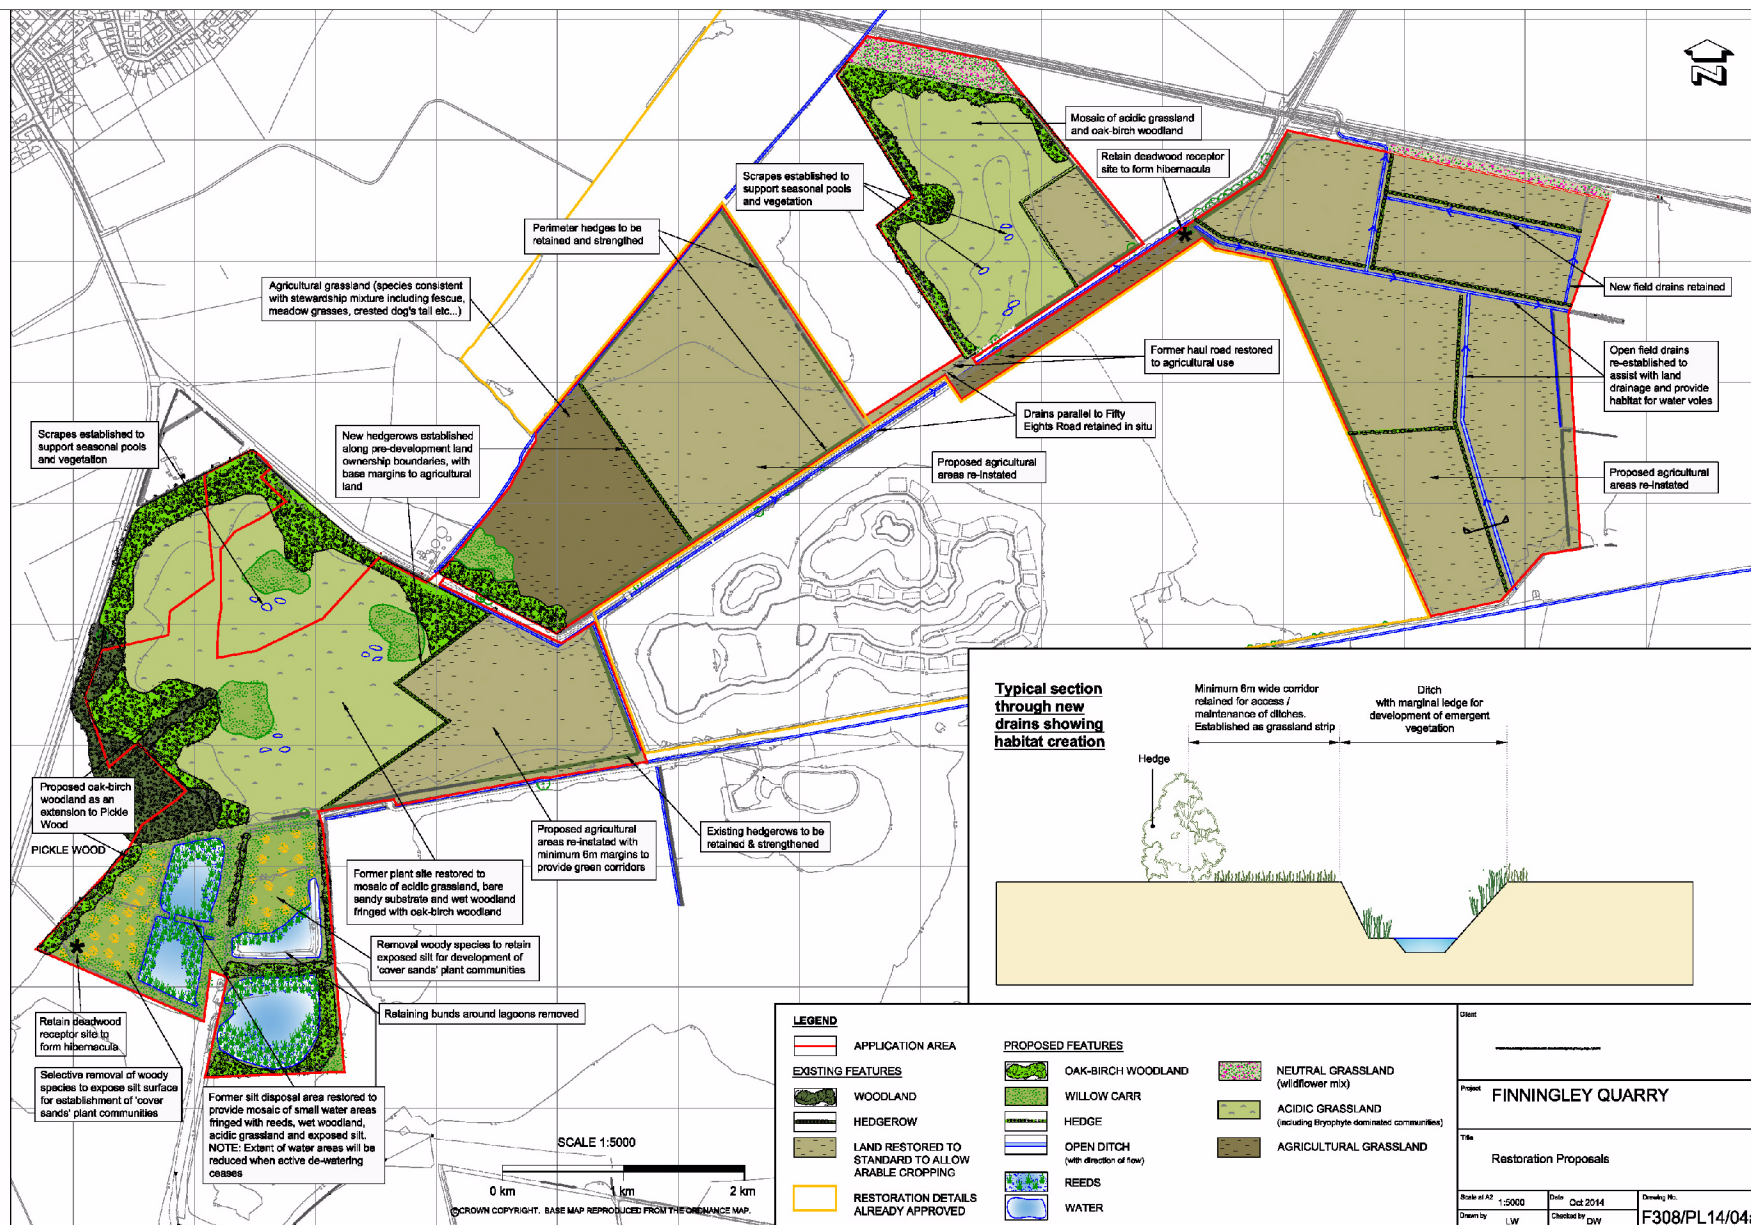 Mosaic of acidic grassland
and oak-birch woodland
Retain deadwood receptor
site to form hibernacula
Scrapes established to
support seasonal pools
and vegetation
Perimeter hedges to be
retained and strengthed
Agricultural grassland (species consistent
with stewardship mixture including fescue,
meadow grasses, crested dog's tail etc...)
New field drains retained
Former haul road restored
to agricultural use
Open field drains
re-established to
assist with land
drainage and provide
habitat for water voles
Drains parallel to Fifty
Eights Road retained in situ
Scrapes established to
support seasonal pools
and vegetation
New hedgerows established
along pre-development land
ownership boundaries, with
base margins to agricultural
land
Proposed agricultural
areas re-instated
Proposed agricultural
areas re-instated
Proposed oak-birch
woodland as an
extension to Pickle
Wood
PICKLE WOOD
Proposed agricultural
areas re-instated with
minimum 6m margins to
provide green corridors
Existing hedgerows to be
retained & strengthened
Former plant site restored to
mosaic of acidic grassland, bare
sandy substrate and wet woodland
fringed with oak-birch woodland
Removal woody species to retain
exposed silt for development of
'cover sands' plant communities
Retaining bunds around lagoons removed
Retain deadwood
receptor site to
form hibernacula
Selective removal of woody
species to expose silt surface
for establishment of 'cover
sands' plant communities
Former silt disposal area restored to
provide mosaic of small water areas
fringed with reeds, wet woodland,
acidic grassland and exposed silt.
NOTE: Extent of water areas will be
reduced when active de-watering
ceases
SCALE 1:5000
0 km 1 km 2 km
©CROWN COPYRIGHT. BASE MAP REPRODUCED FROM THE ORDNANCE MAP.
Typical section
through new
drains showing
habitat creation
Minimum 6m wide corridor
retained for access /
maintenance of ditches.
Established as grassland strip
Ditch
with marginal ledge for
development of emergent
vegetation
Hedge
LEGEND
APPLICATION AREA
EXISTING FEATURES
WOODLAND
HEDGEROW
LAND RESTORED TO
STANDARD TO ALLOW
ARABLE CROPPING
RESTORATION DETAILS
ALREADY APPROVED
PROPOSED FEATURES
OAK-BIRCH WOODLAND
WILLOW CARR
HEDGE
OPEN DITCH
(with direction of flow)
REEDS
WATER
NEUTRAL GRASSLAND
(wildflower mix)
ACIDIC GRASSLAND
(including Bryophyte dominated communities)
AGRICULTURAL GRASSLAND
Client
Project
FINNINGLEY QUARRY
Title
Restoration Proposals
Scale at A2 1:5000 Date Oct 2014 Drawing No.
Drawn by LW Checked by DW F308/PL14/04